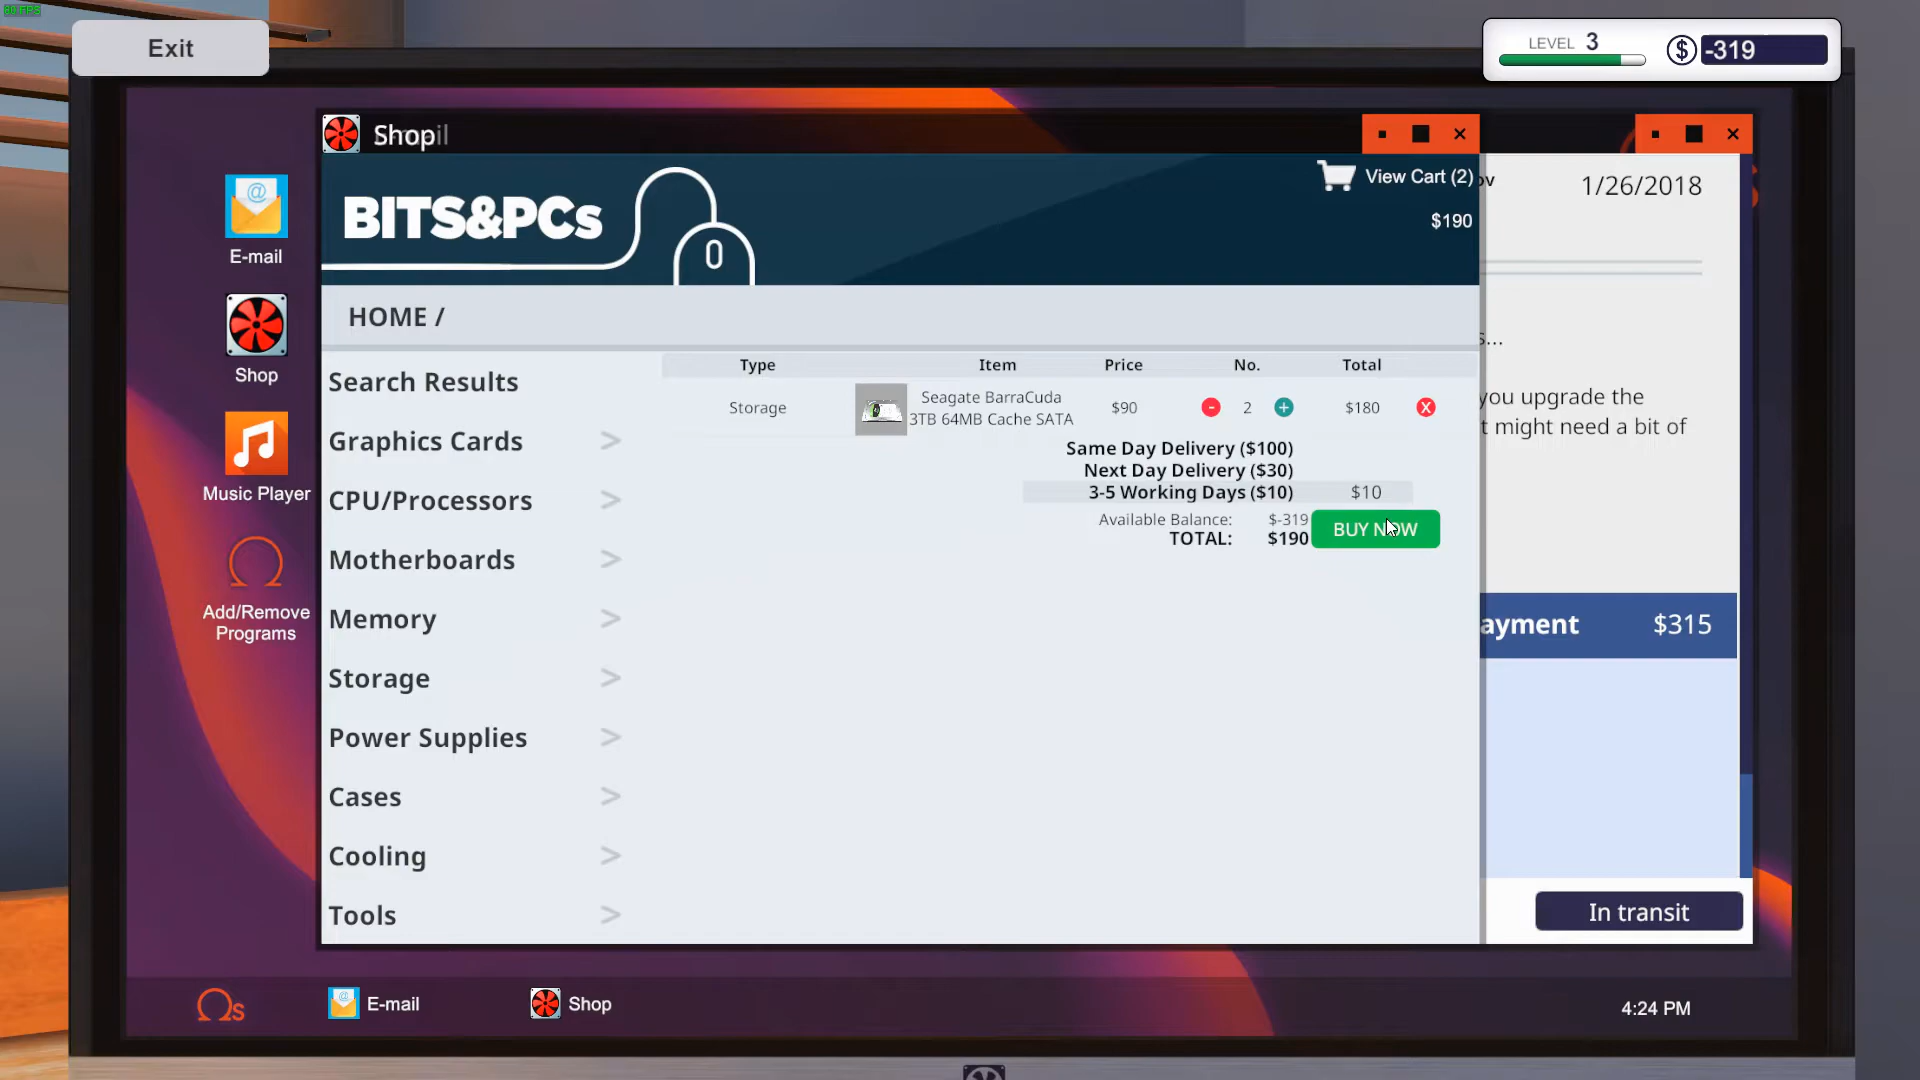 80 FPS
Exit
LEVEL 3
$ -319
Shop
View Cart (2)
$190
BITS&PCs
ov
1/26/2018
HOME /
E-mail
Shop
Music Player
Add/Remove
Programs
Search Results
Graphics Cards >
CPU/Processors >
Motherboards >
Memory >
Storage >
Power Supplies >
Cases >
Cooling >
Tools >
Type Item Price No. Total
Storage
Seagate BarraCuda
3TB 64MB Cache SATA
$90 - 2 + $180 X
Same Day Delivery ($100)
Next Day Delivery ($30)
3-5 Working Days ($10) $10
Available Balance: $-319
TOTAL: $190
BUY NOW
s...
you upgrade the
t might need a bit of
ayment $315
In transit
Ωs
E-mail
Shop
4:24 PM